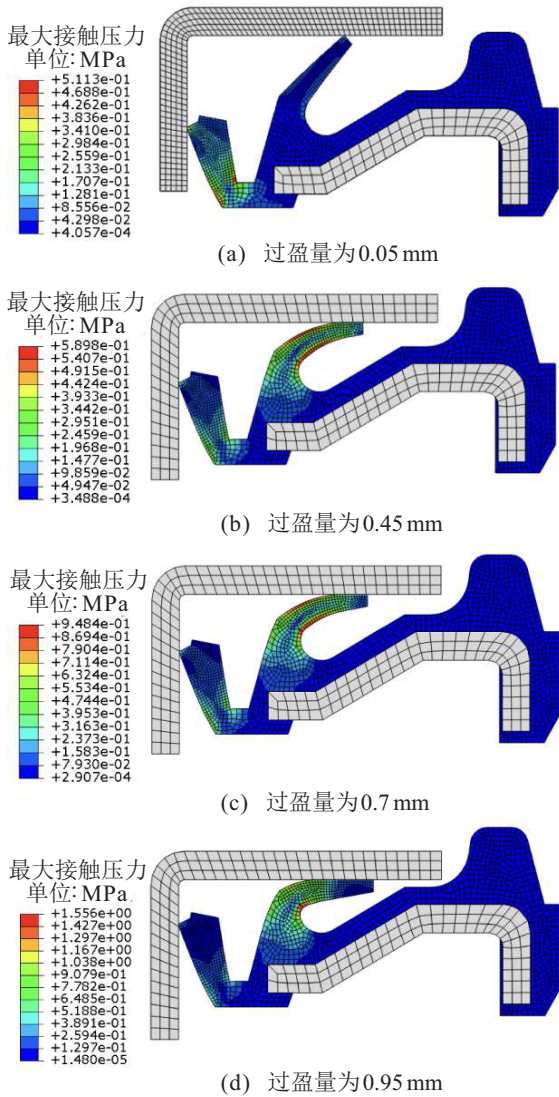 最大接触压力
单位: MPa
+5.113e-01
+4.688e-01
+4.262e-01
+3.836e-01
+3.410e-01
+2.984e-01
+2.559e-01
+2.133e-01
+1.707e-01
+1.281e-01
+8.556e-02
+4.298e-02
+4.057e-04
(a) 过盈量为0.05 mm
最大接触压力
单位: MPa
+5.898e-01
+5.407e-01
+4.915e-01
+4.424e-01
+3.933e-01
+3.442e-01
+2.951e-01
+2.459e-01
+1.968e-01
+1.477e-01
+9.859e-02
+4.947e-02
+3.488e-04
(b) 过盈量为0.45 mm
最大接触压力
单位: MPa
+9.484e-01
+8.694e-01
+7.904e-01
+7.114e-01
+6.324e-01
+5.534e-01
+4.744e-01
+3.953e-01
+3.163e-01
+2.373e-01
+1.583e-01
+7.930e-02
+2.907e-04
(c) 过盈量为0.7 mm
最大接触压力
单位: MPa
+1.556e+00
+1.427e+00
+1.297e+00
+1.167e+00
+1.038e+00
+9.079e-01
+7.782e-01
+6.485e-01
+5.188e-01
+3.891e-01
+2.594e-01
+1.297e-01
+1.480e-05
(d) 过盈量为0.95 mm